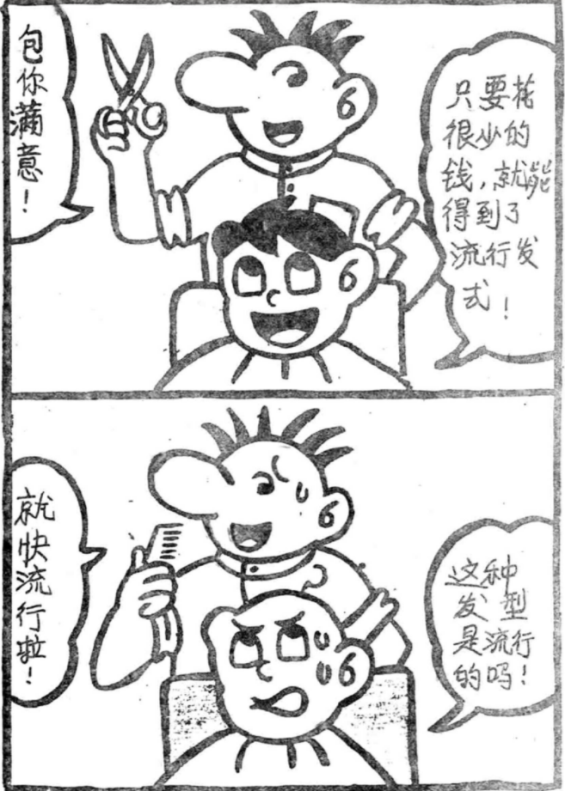 只要花
很少的
钱，就能
得到了
流行发
式！
包你满意！
这种
发型
是流行
的吗！
就快流行啦！